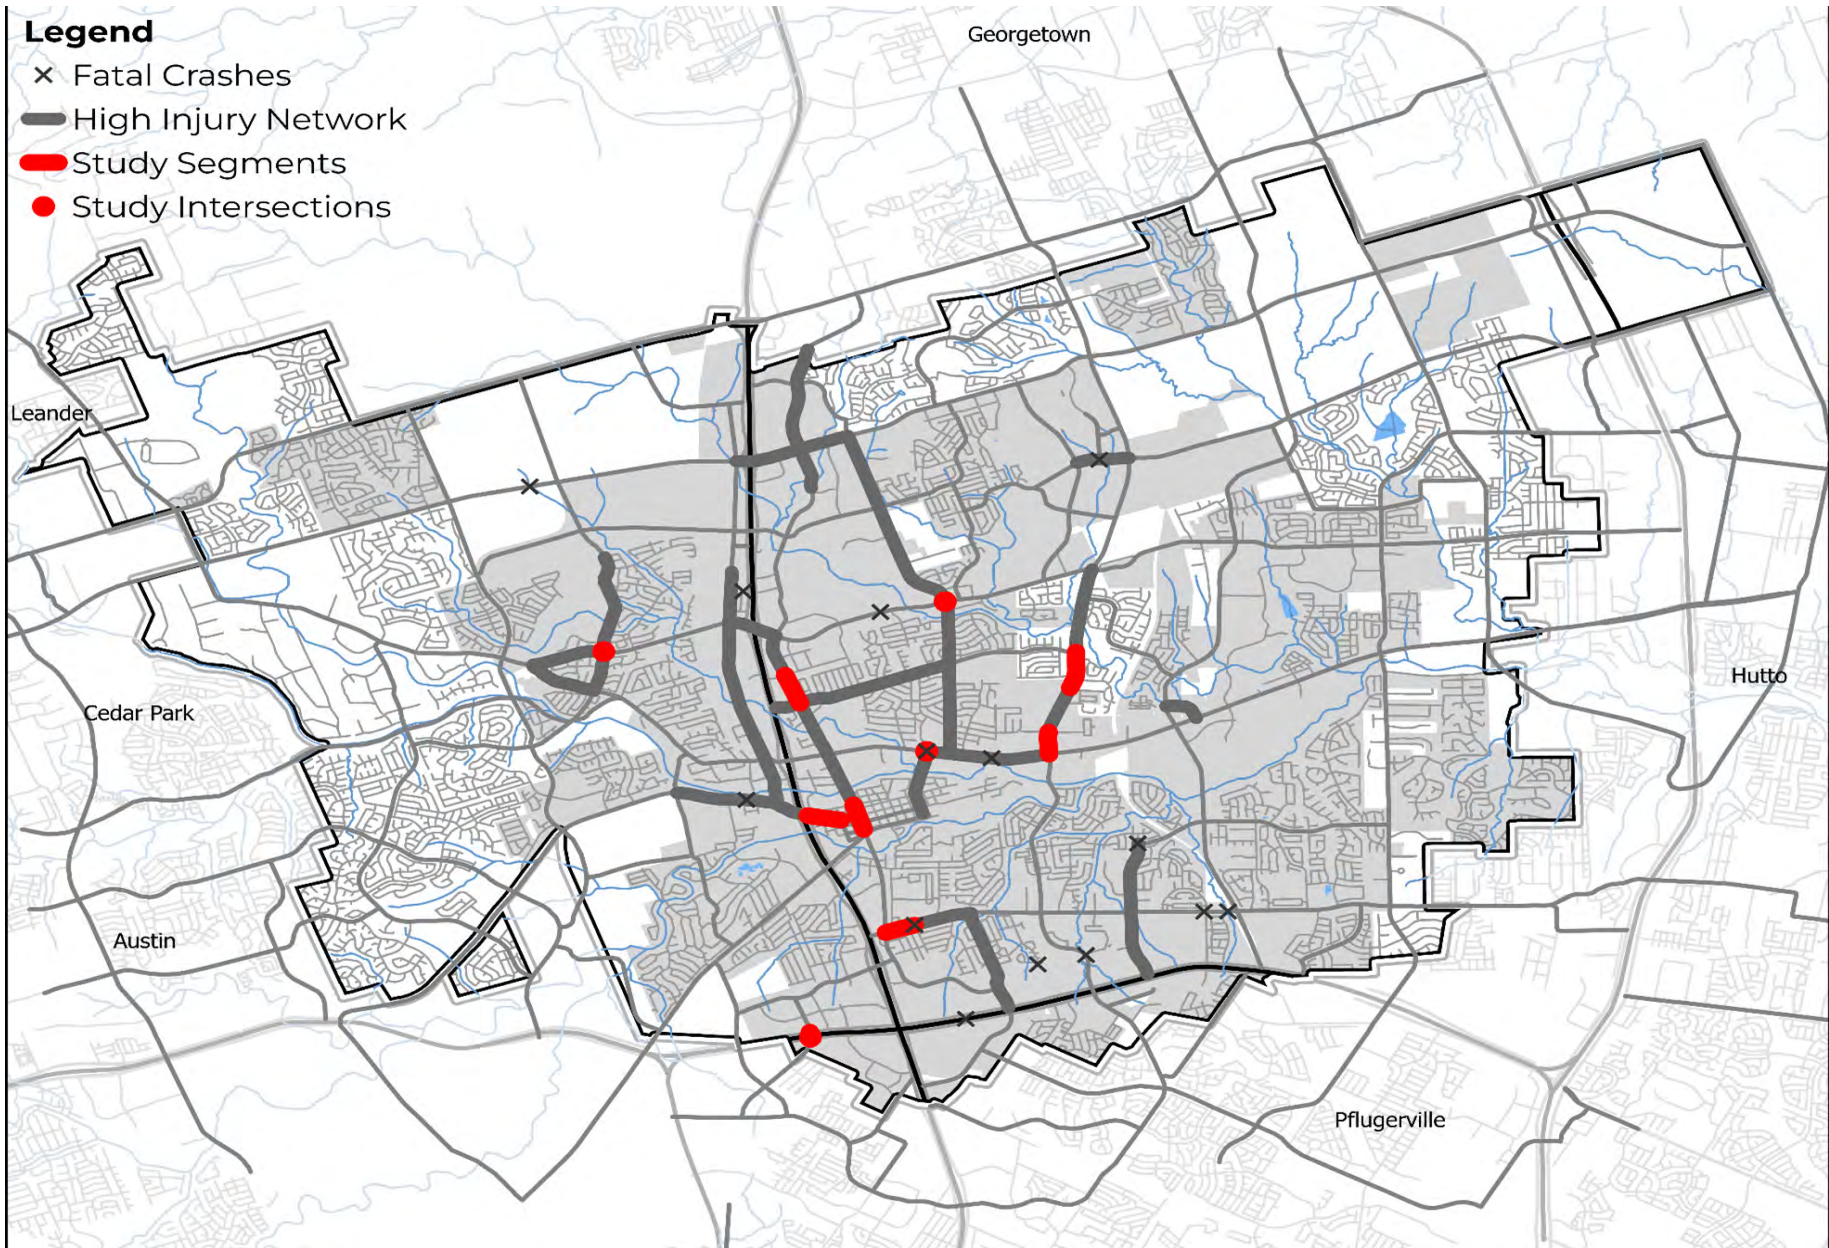 Legend
Fatal Crashes
High Injury Network
Study Segments
Study Intersections
Georgetown
Leander
Hutto
Cedar Park
Austin
Pflugerville